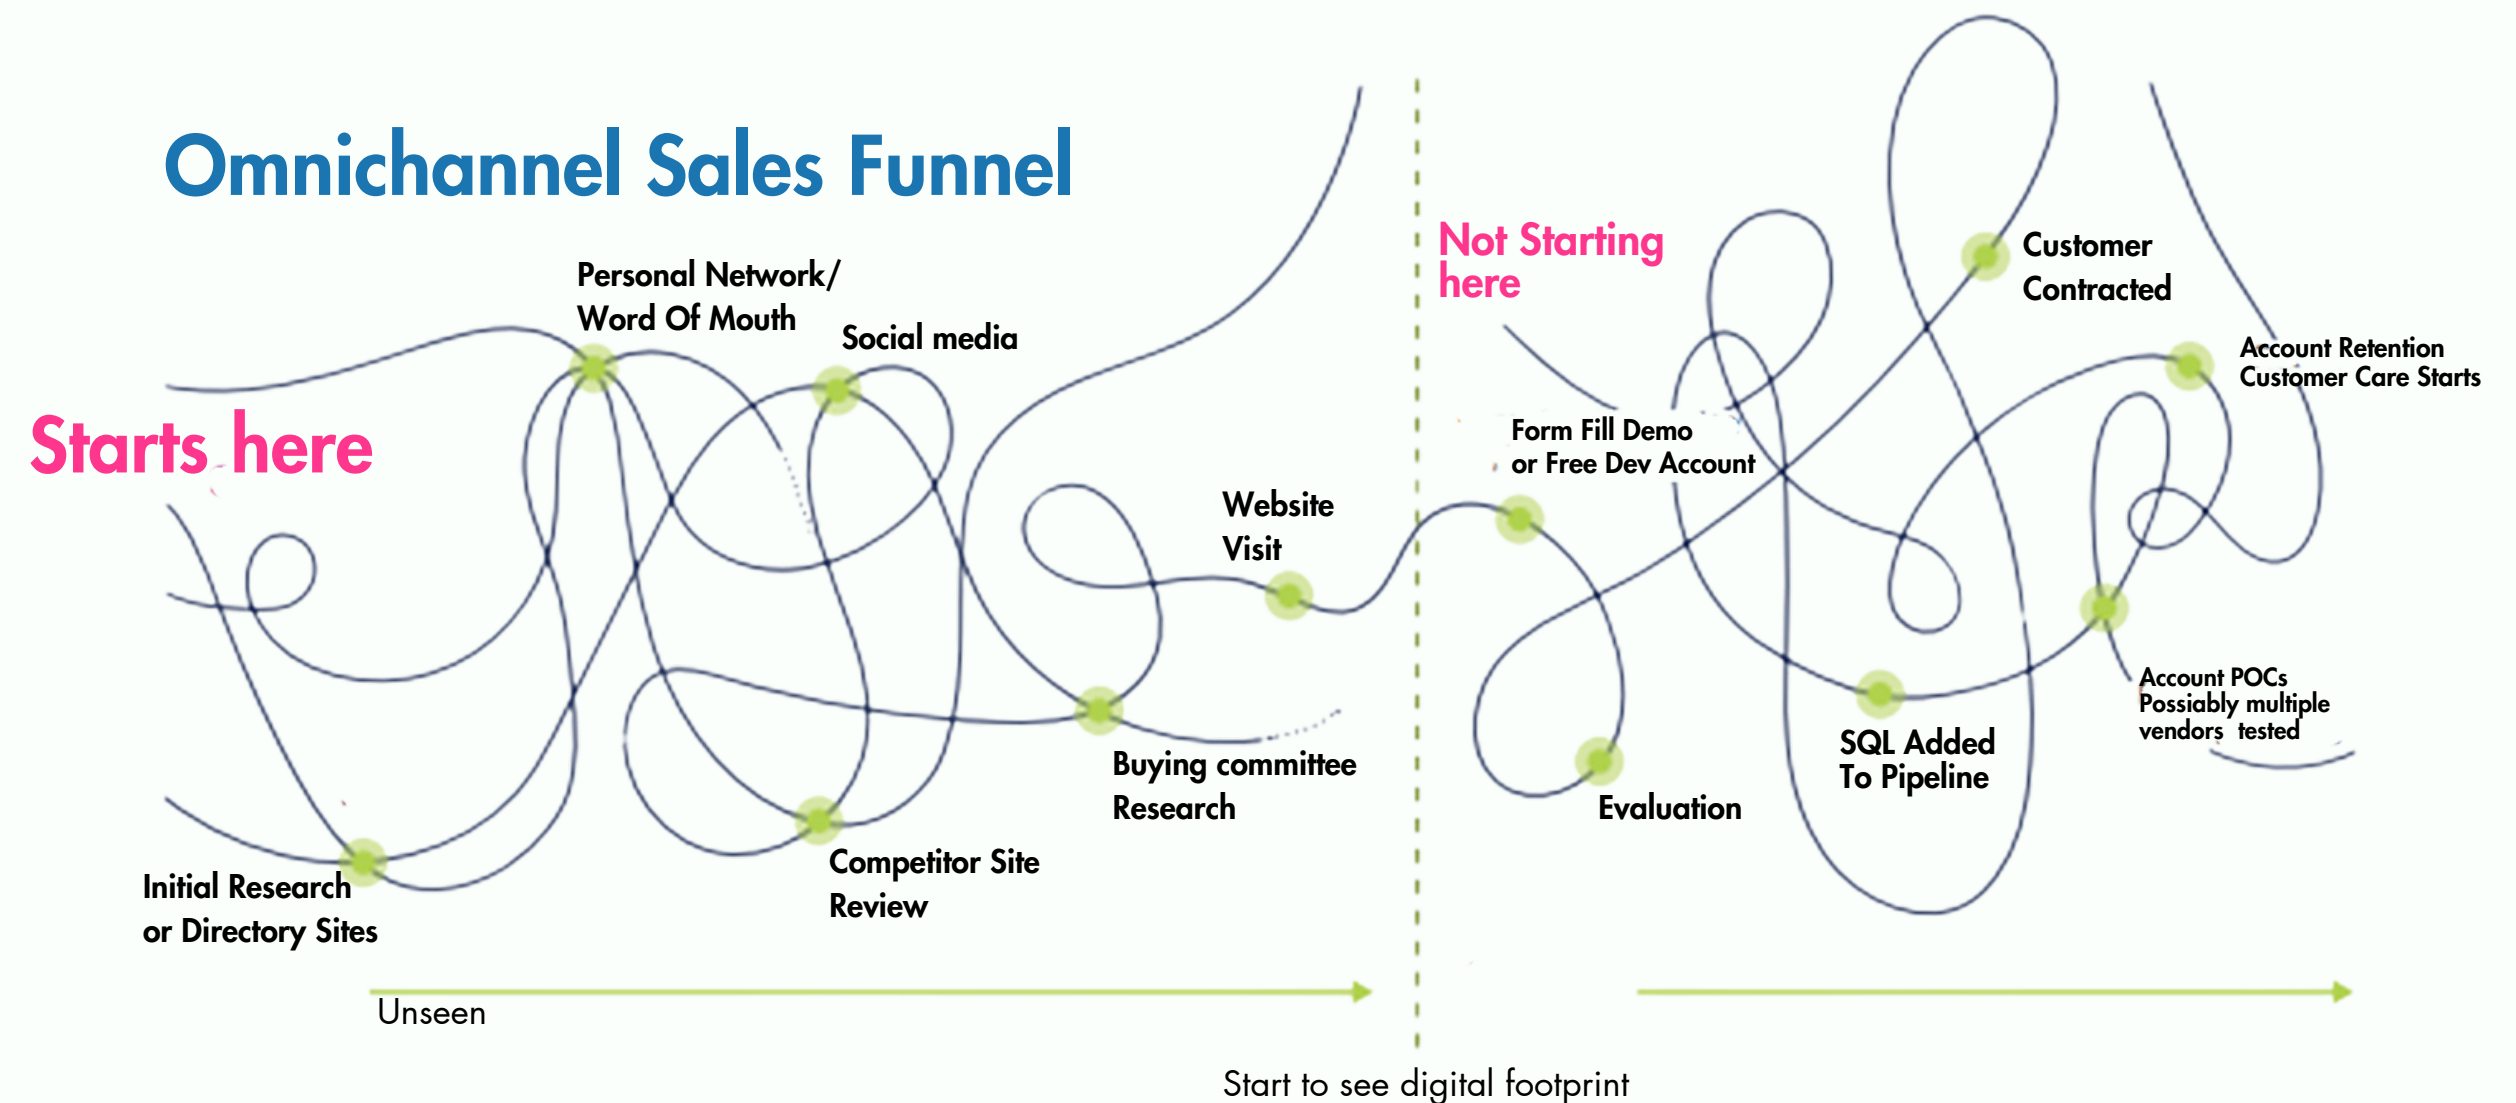 Omnichannel Sales Funnel
Starts here
Personal Network/
Word Of Mouth
Social media
Initial Research
or Directory Sites
Competitor Site
Review
Buying committee
Research
Website
Visit
Unseen
Start to see digital footprint
Not Starting
here
Form Fill Demo
or Free Dev Account
Evaluation
SQL Added
To Pipeline
Customer
Contracted
Account Retention
Customer Care Starts
Account POCs
Possiably multiple
vendors tested